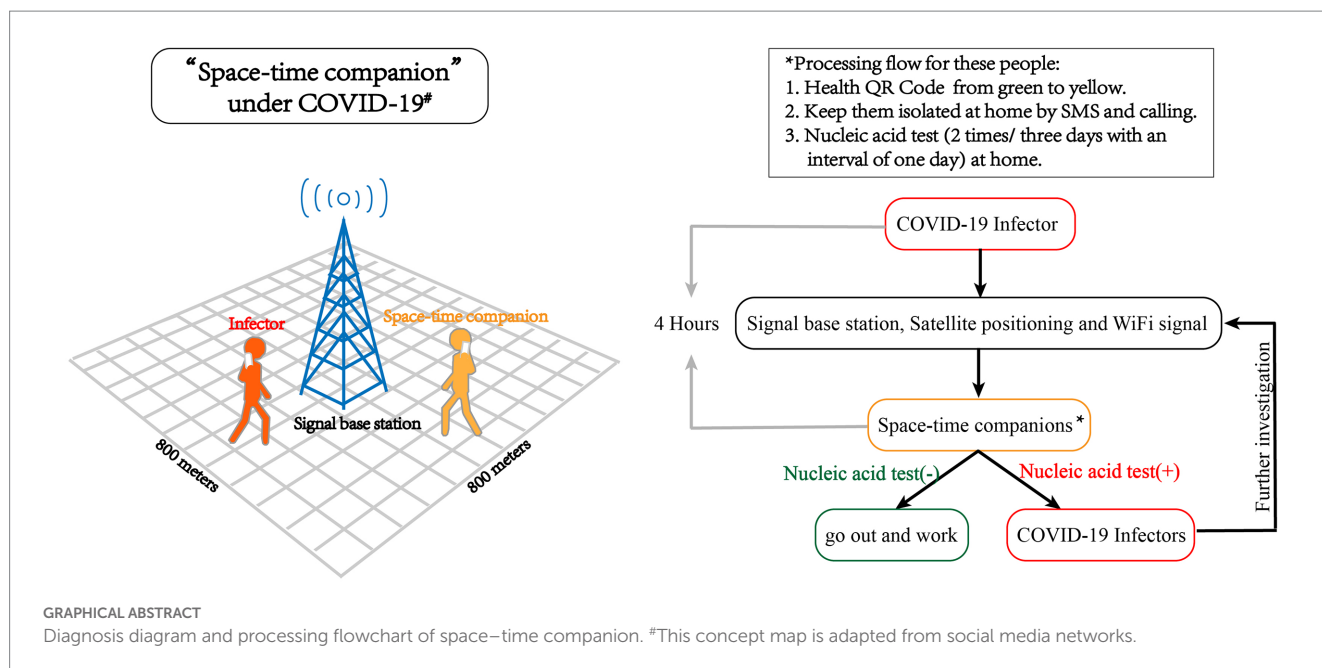 “Space-time companion”
under COVID-19#
Infector
Space-time companion
Signal base station
800 meters
800 meters
*Processing flow for these people:
1. Health QR Code from green to yellow.
2. Keep them isolated at home by SMS and calling.
3. Nucleic acid test (2 times/ three days with an
interval of one day) at home.
COVID-19 Infector
4 Hours
Signal base station, Satellite positioning and WiFi signal
Space-time companions*
Nucleic acid test(-)
Nucleic acid test(+)
go out and work
COVID-19 Infectors
Further investigation
GRAPHICAL ABSTRACT
Diagnosis diagram and processing flowchart of space–time companion. #This concept map is adapted from social media networks.